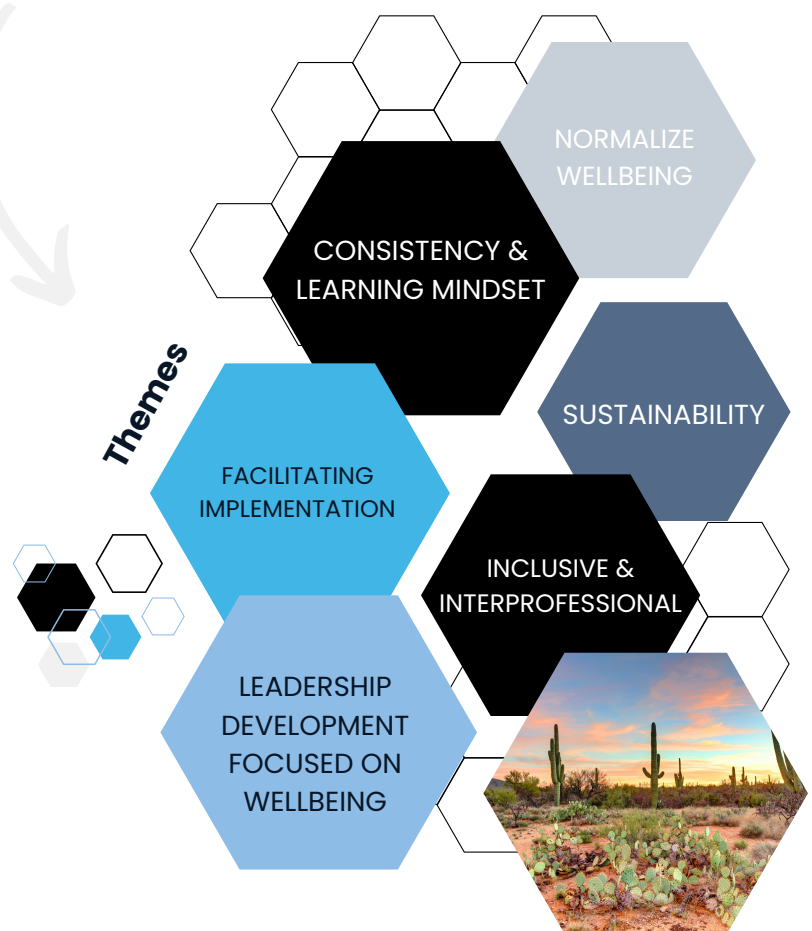 NORMALIZE
WELLBEING
CONSISTENCY &
LEARNING MINDSET
Themes
SUSTAINABILITY
FACILITATING
IMPLEMENTATION
INCLUSIVE &
INTERPROFESSIONAL
LEADERSHIP
DEVELOPMENT
FOCUSED ON
WELLBEING